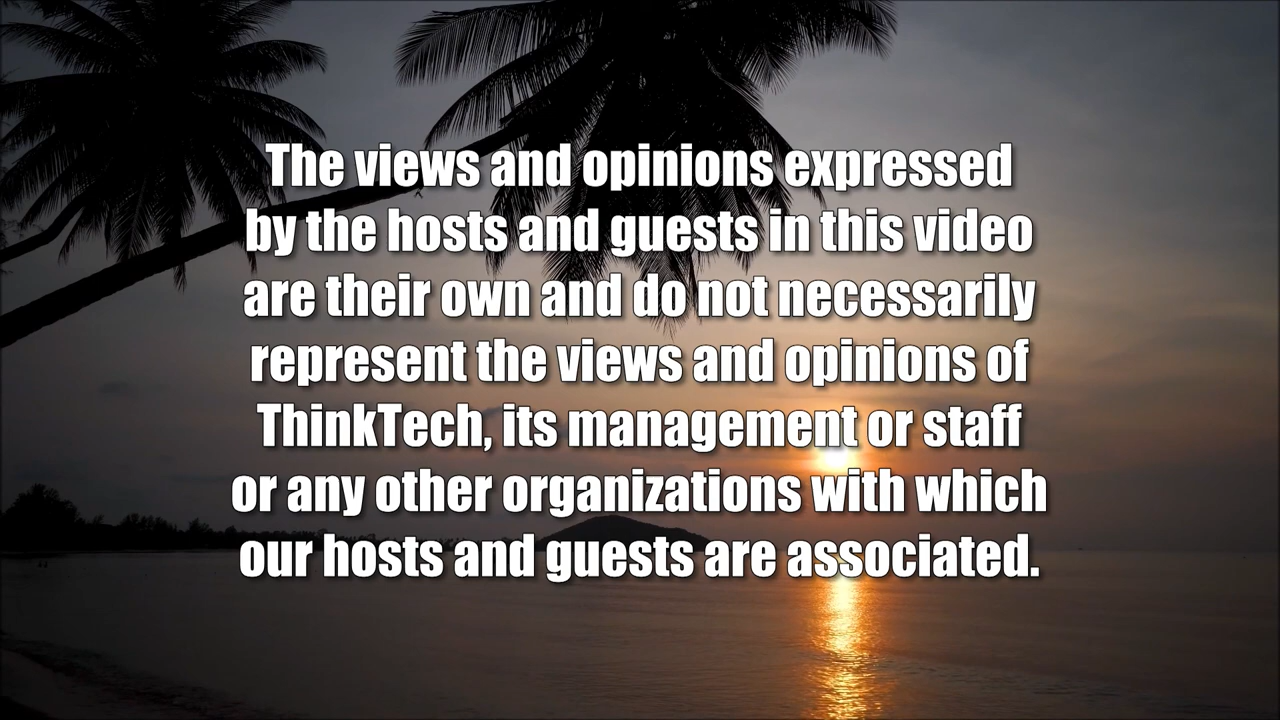 The views and opinions expressed
by the hosts and guests in this video
are their own and do not necessarily
represent the views and opinions of
ThinkTech, its management or staff
or any other organizations with which
our hosts and guests are associated.